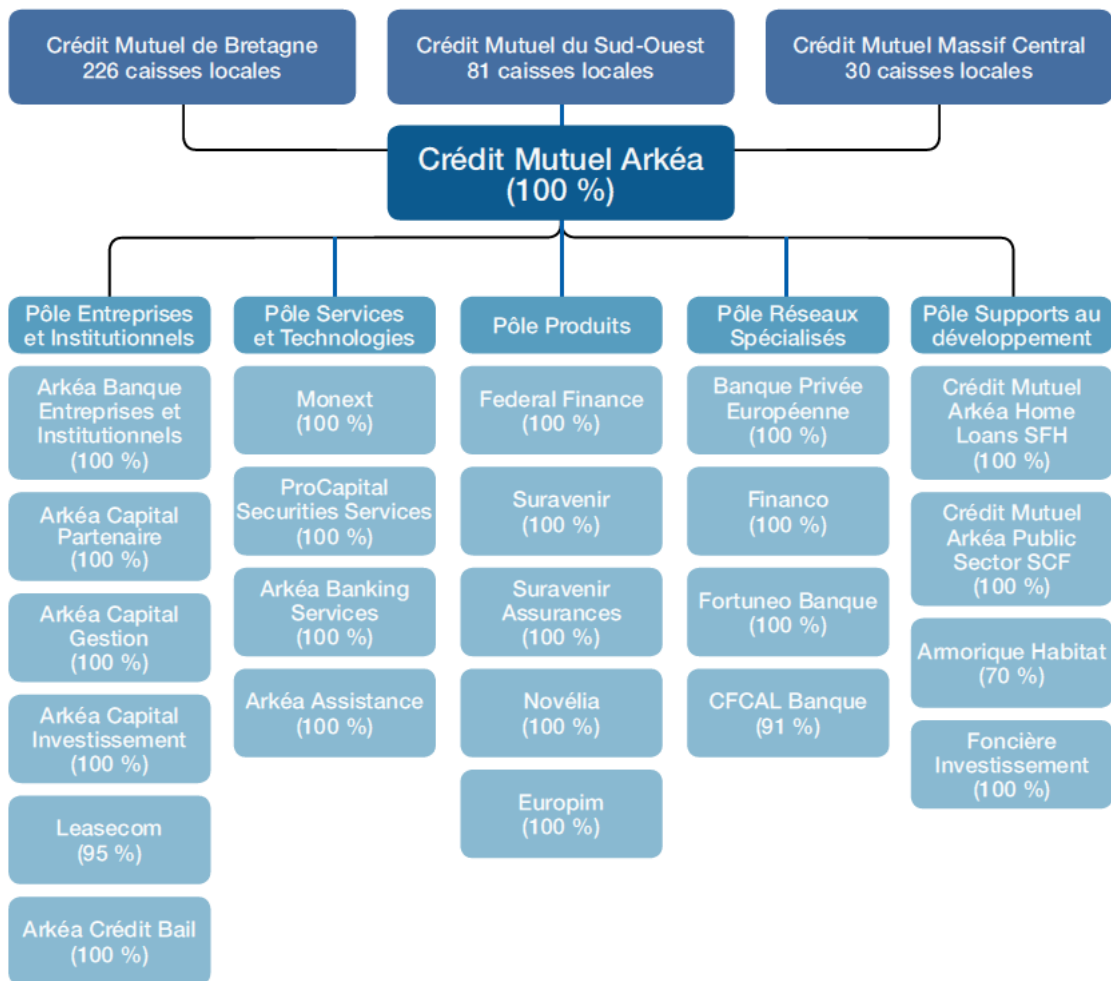 Crédit Mutuel de Bretagne
226 caisses locales
Crédit Mutuel du Sud-Ouest
81 caisses locales
Crédit Mutuel Massif Central
30 caisses locales
Crédit Mutuel Arkéa
(100 %)
Pôle Entreprises
et Institutionnels
Arkéa Banque
Entreprises et
Institutionnels
(100 %)
Arkéa Capital
Partenaire
(100 %)
Arkéa Capital
Gestion
(100 %)
Arkéa Capital
Investissement
(100 %)
Leasecom
(95 %)
Arkéa Crédit Bail
(100 %)
Pôle Services
et Technologies
Monext
(100 %)
ProCapital
Securities Services
(100 %)
Arkéa Banking
Services
(100 %)
Arkéa Assistance
(100 %)
Pôle Produits
Federal Finance
(100 %)
Suravenir
(100 %)
Suravenir
Assurances
(100 %)
Novélia
(100 %)
Europim
(100 %)
Pôle Réseaux
Spécialisés
Banque Privée
Européenne
(100 %)
Financo
(100 %)
Fortuneo Banque
(100 %)
CFCAL Banque
(91 %)
Pôle Supports au
développement
Crédit Mutuel
Arkéa Home
Loans SFH
(100 %)
Crédit Mutuel
Arkéa Public
Sector SCF
(100 %)
Armorique Habitat
(70 %)
Foncière
Investissement
(100 %)